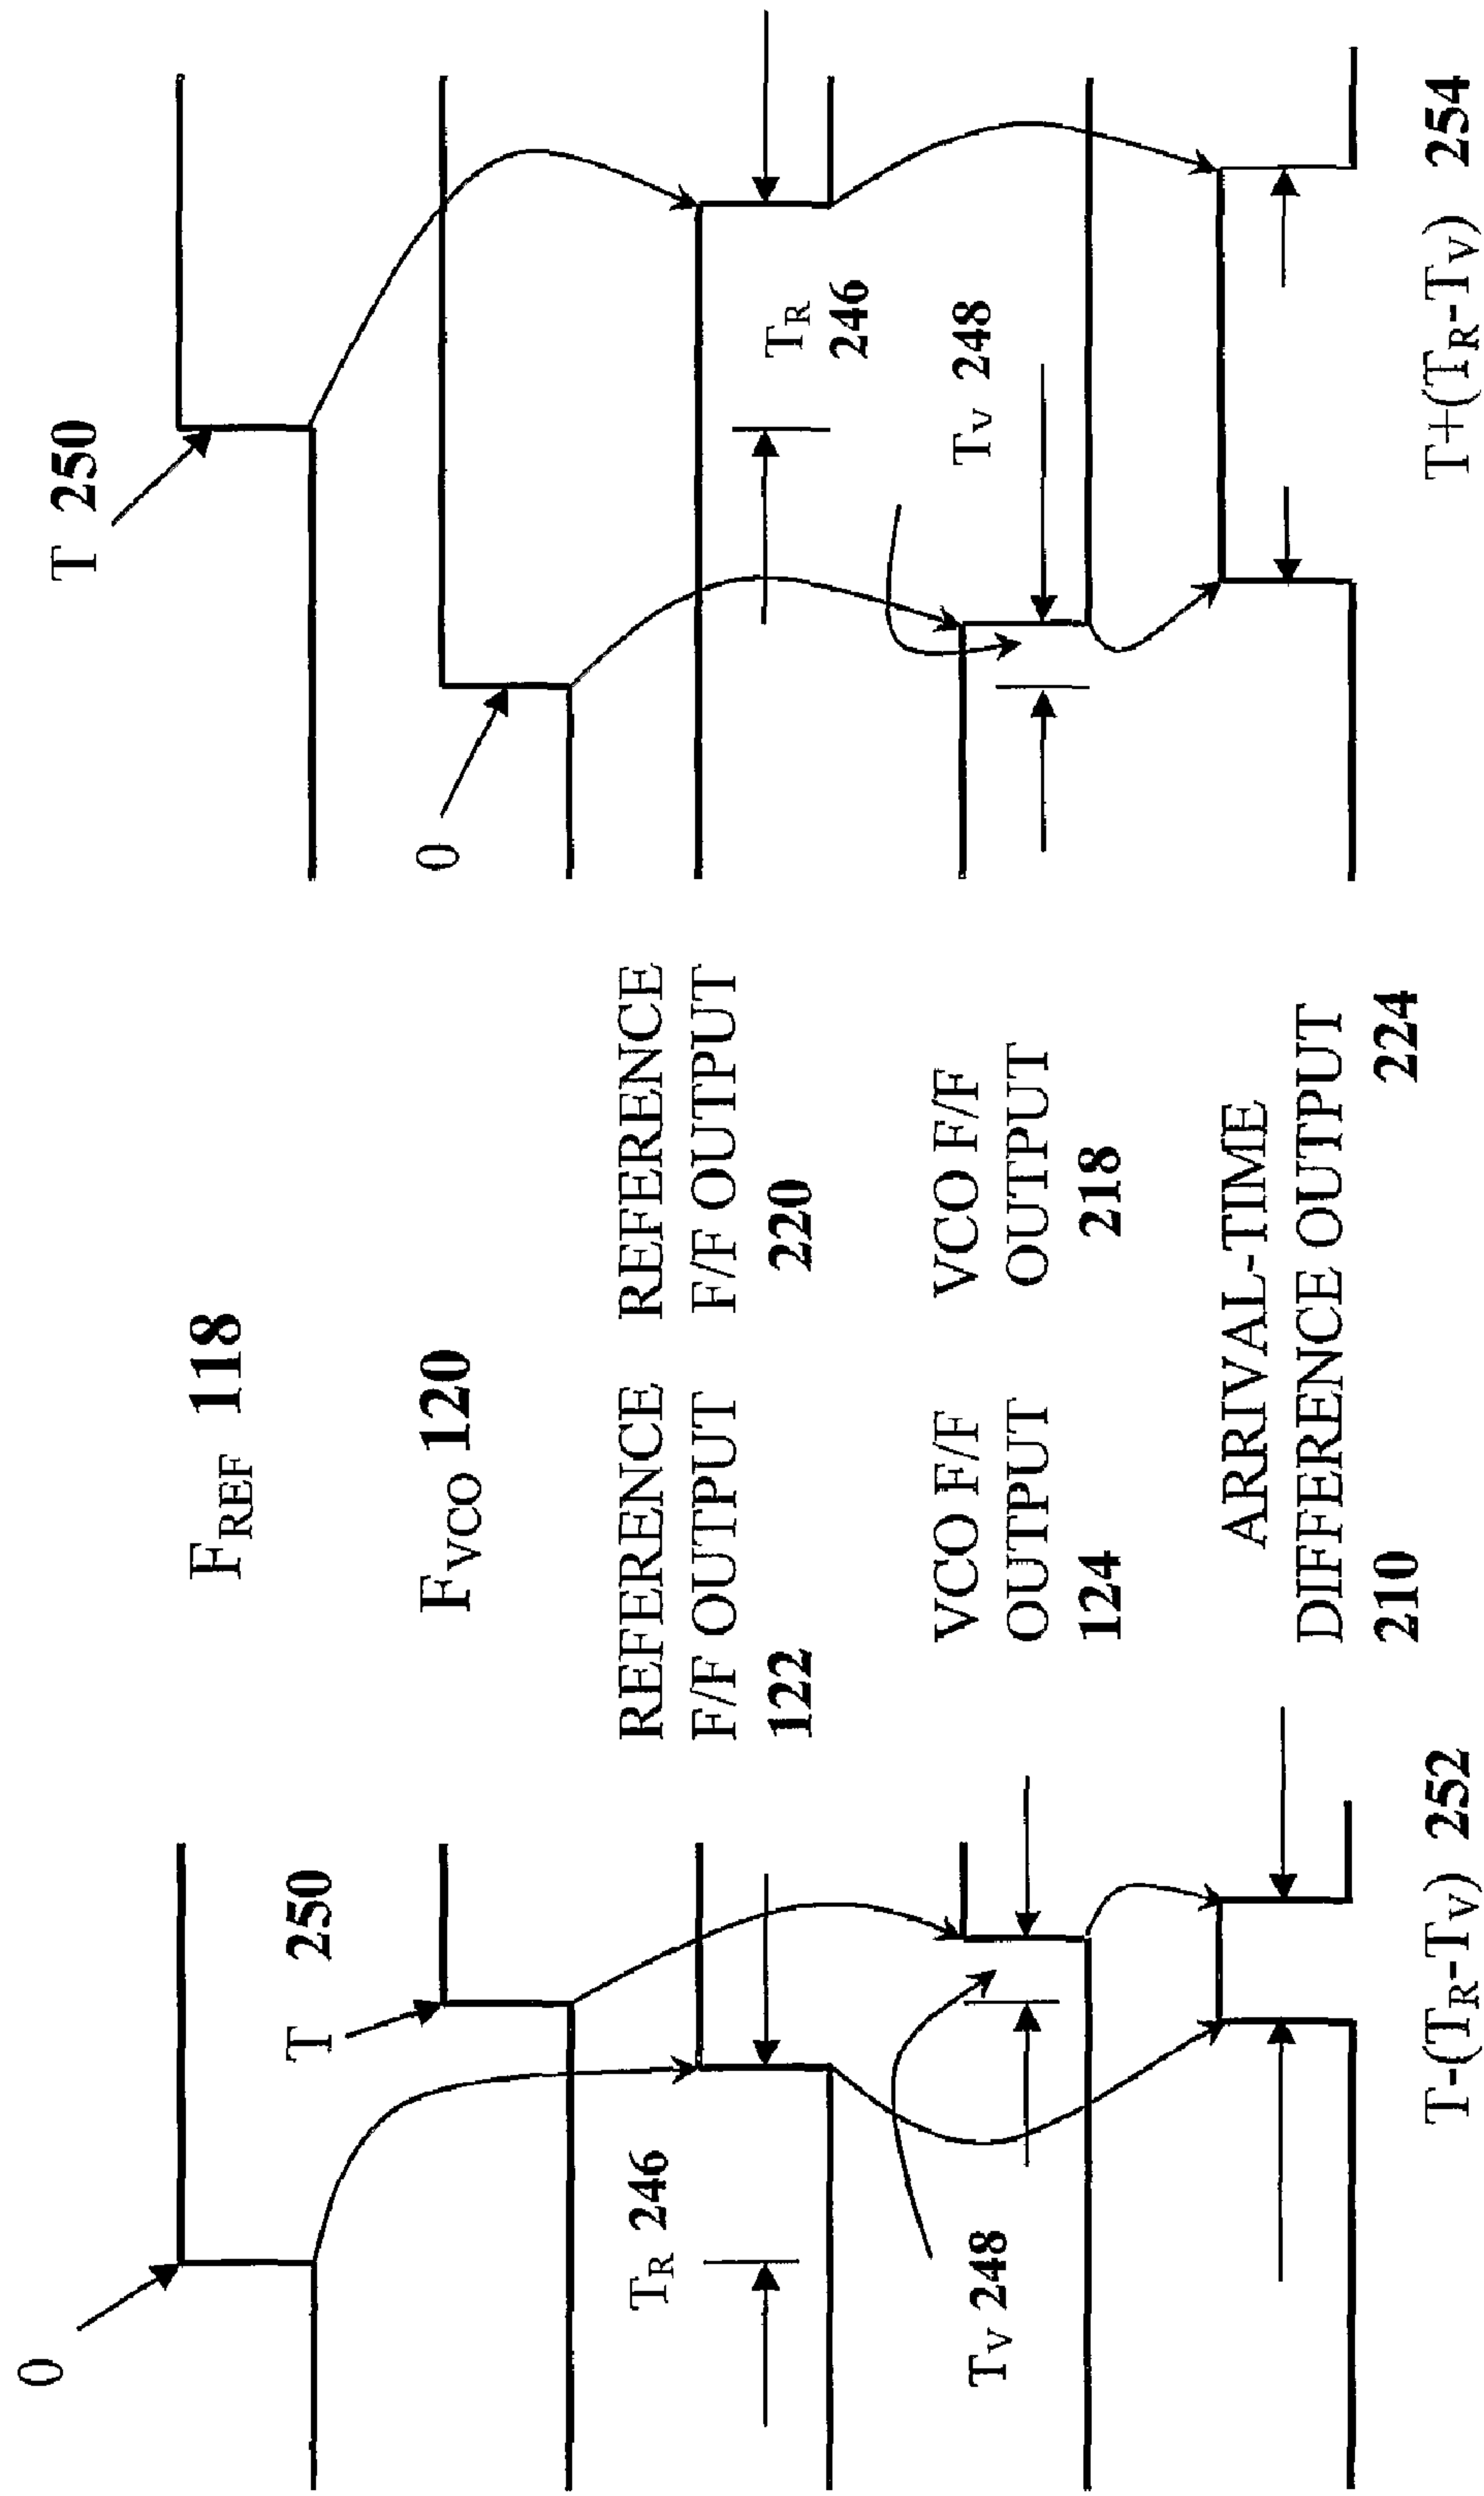 0
T 250
T_R 246
T_V 248
T-(T_R-T_V) 252
F_REF 118
F_VCO 120
REFERENCE REFERENCE
F/F OUTPUT F/F OUTPUT
122 220
VCO F/F VCO F/F
OUTPUT OUTPUT
124 218
ARRIVAL-TIME
DIFFERENCE OUTPUT
210 224
T 250
0
T_R
246
T_V 248
T+(T_R-T_V) 254